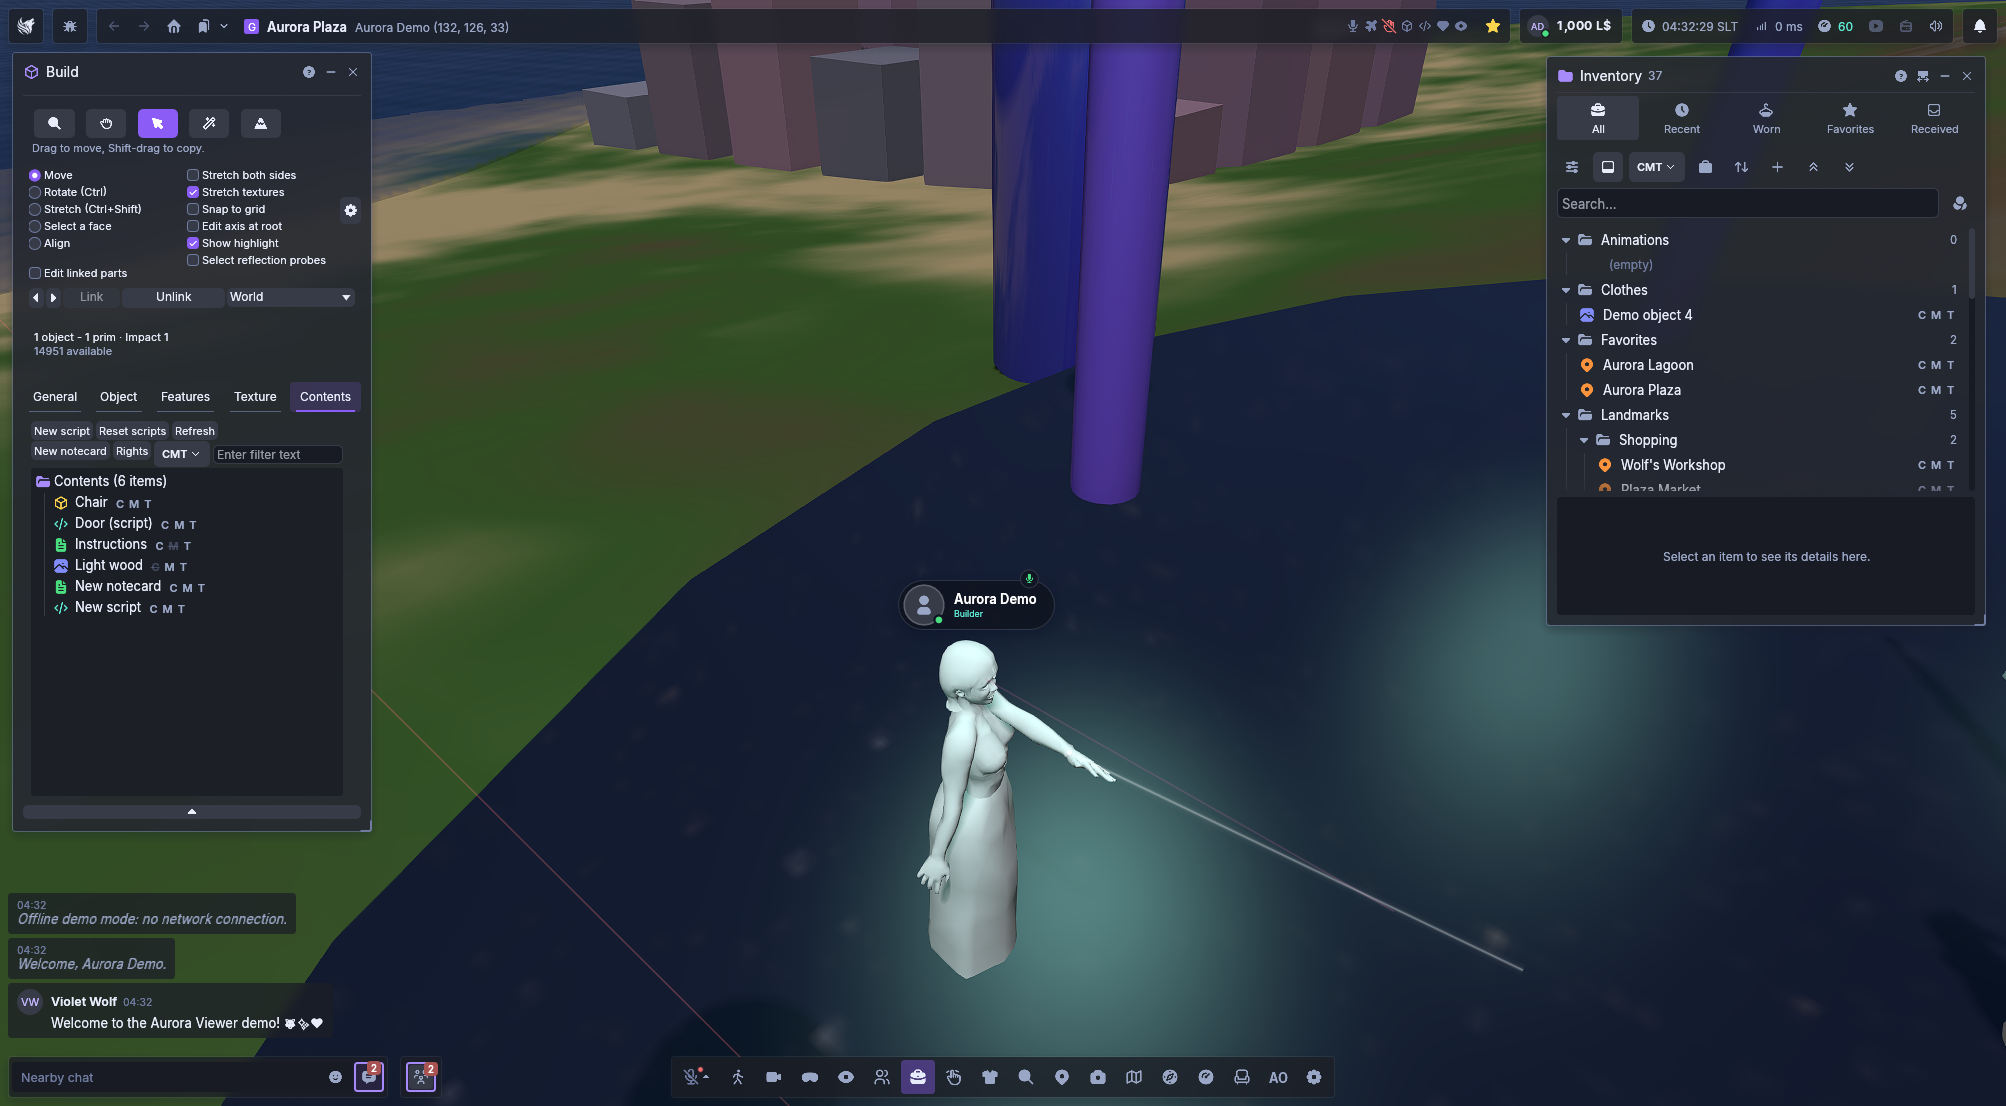 Aurora Plaza Aurora Demo (132, 126, 33)
AD 1,000 L$
04:32:29 SLT 0 ms 60
Build
Drag to move, Shift-drag to copy.
Move
Rotate (Ctrl)
Stretch (Ctrl+Shift)
Select a face
Align
Edit linked parts
Stretch both sides
Stretch textures
Snap to grid
Edit axis at root
Show highlight
Select reflection probes
Link Unlink World
1 object - 1 prim · Impact 1
14951 available
General Object Features Texture Contents
New script Reset scripts Refresh
New notecard Rights CMT Enter filter text
Contents (6 items)
Chair C M T
Door (script) C M T
Instructions C M T
Light wood C M T
New notecard C M T
New script C M T
Inventory 37
All Recent Worn Favorites Received
CMT
Search...
Animations 0
(empty)
Clothes 1
Demo object 4 C M T
Favorites 2
Aurora Lagoon C M T
Aurora Plaza C M T
Landmarks 5
Shopping 2
Wolf's Workshop C M T
Plaza Market C M T
Select an item to see its details here.
Aurora Demo
Builder
04:32
Offline demo mode: no network connection.
04:32
Welcome, Aurora Demo.
VW Violet Wolf 04:32
Welcome to the Aurora Viewer demo!
Nearby chat 2 2
AO